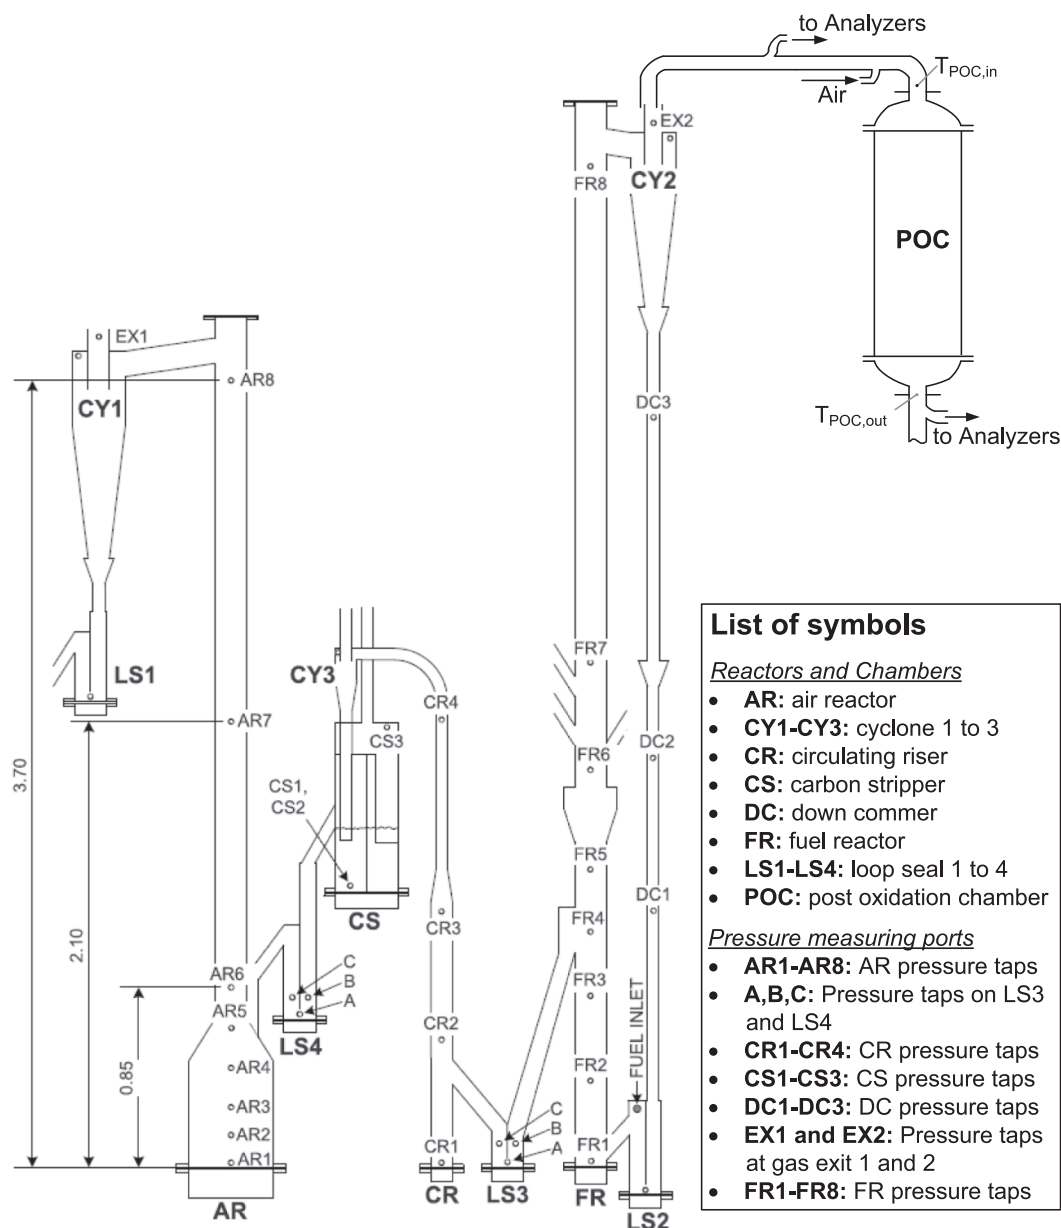 to Analyzers
T_POC,in
Air
EX2
CY2
FR8
POC
EX1
AR8
CY1
DC3
T_POC,out
to Analyzers
3.70
LS1
AR7
CY3
CR4
CS3
CS1,
CS2
FR7
FR6
DC2
FR5
CS
CR3
FR4
DC1
2.10
AR6
C
B
A
FR3
AR5
LS4
CR2
FUEL INLET
0.85
AR4
FR2
AR3
AR2
C
B
A
AR1
CR1
FR1
AR
CR
LS3
FR
LS2
List of symbols
Reactors and Chambers
• AR: air reactor
• CY1-CY3: cyclone 1 to 3
• CR: circulating riser
• CS: carbon stripper
• DC: down commer
• FR: fuel reactor
• LS1-LS4: loop seal 1 to 4
• POC: post oxidation chamber
Pressure measuring ports
• AR1-AR8: AR pressure taps
• A,B,C: Pressure taps on LS3
and LS4
• CR1-CR4: CR pressure taps
• CS1-CS3: CS pressure taps
• DC1-DC3: DC pressure taps
• EX1 and EX2: Pressure taps
at gas exit 1 and 2
• FR1-FR8: FR pressure taps